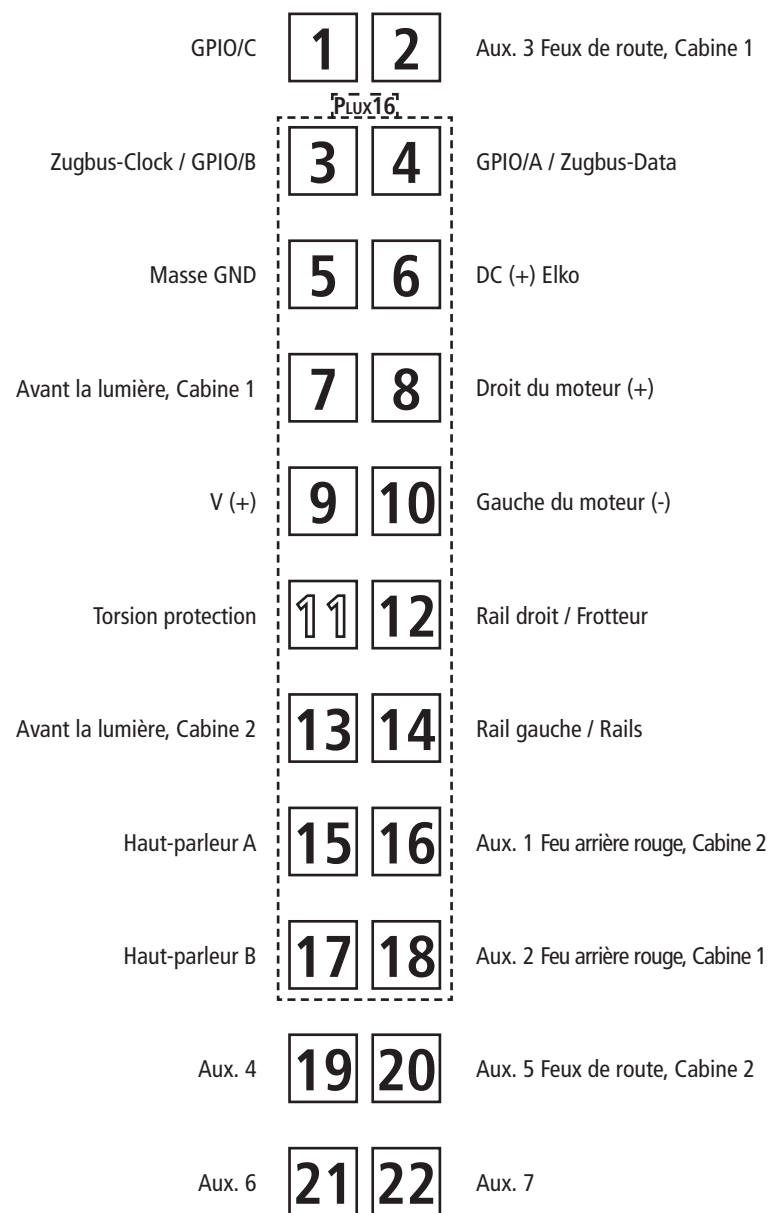 GPIO/C 1 2 Aux. 3 Feux de route, Cabine 1
PLUX16
Zugbus-Clock / GPIO/B 3 4 GPIO/A / Zugbus-Data
Masse GND 5 6 DC (+) Elko
Avant la lumière, Cabine 1 7 8 Droit du moteur (+)
V (+) 9 10 Gauche du moteur (-)
Torsion protection 11 12 Rail droit / Frotteur
Avant la lumière, Cabine 2 13 14 Rail gauche / Rails
Haut-parleur A 15 16 Aux. 1 Feu arrière rouge, Cabine 2
Haut-parleur B 17 18 Aux. 2 Feu arrière rouge, Cabine 1
Aux. 4 19 20 Aux. 5 Feux de route, Cabine 2
Aux. 6 21 22 Aux. 7